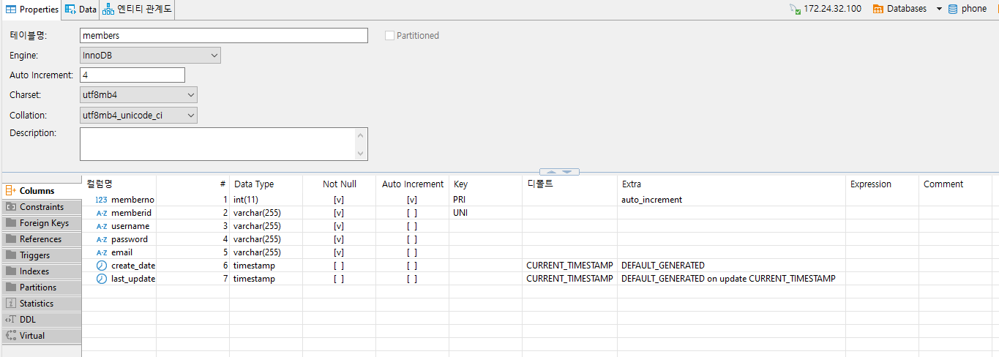 Properties Data 엔티티 관계도 172.24.32.100 Databases phone
테이블명: members Partitioned
Engine: InnoDB
Auto Increment: 4
Charset: utf8mb4
Collation: utf8mb4_unicode_ci
Description:
컬럼명 # Data Type Not Null Auto Increment Key 디폴트 Extra Expression Comment
Columns
Constraints
Foreign Keys
References
Triggers
Indexes
Partitions
Statistics
DDL
Virtual
123 memberno 1 int(11) [v] [v] PRI auto_increment
A-Z memberid 2 varchar(255) [v] [ ] UNI
A-Z username 3 varchar(255) [v] [ ]
A-Z password 4 varchar(255) [v] [ ]
A-Z email 5 varchar(255) [v] [ ]
create_date 6 timestamp [ ] [ ] CURRENT_TIMESTAMP DEFAULT_GENERATED
last_update 7 timestamp [ ] [ ] CURRENT_TIMESTAMP DEFAULT_GENERATED on update CURRENT_TIMESTAMP